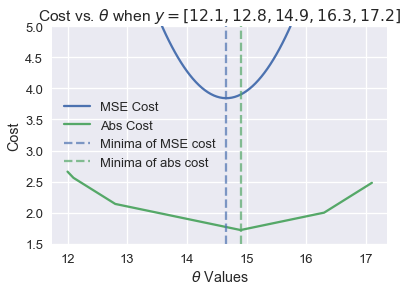 Cost vs. θ when y = [12.1, 12.8, 14.9, 16.3, 17.2]
5.0
4.5
4.0
3.5
3.0
2.5
2.0
1.5
Cost
MSE Cost
Abs Cost
Minima of MSE cost
Minima of abs cost
12 13 14 15 16 17
θ Values